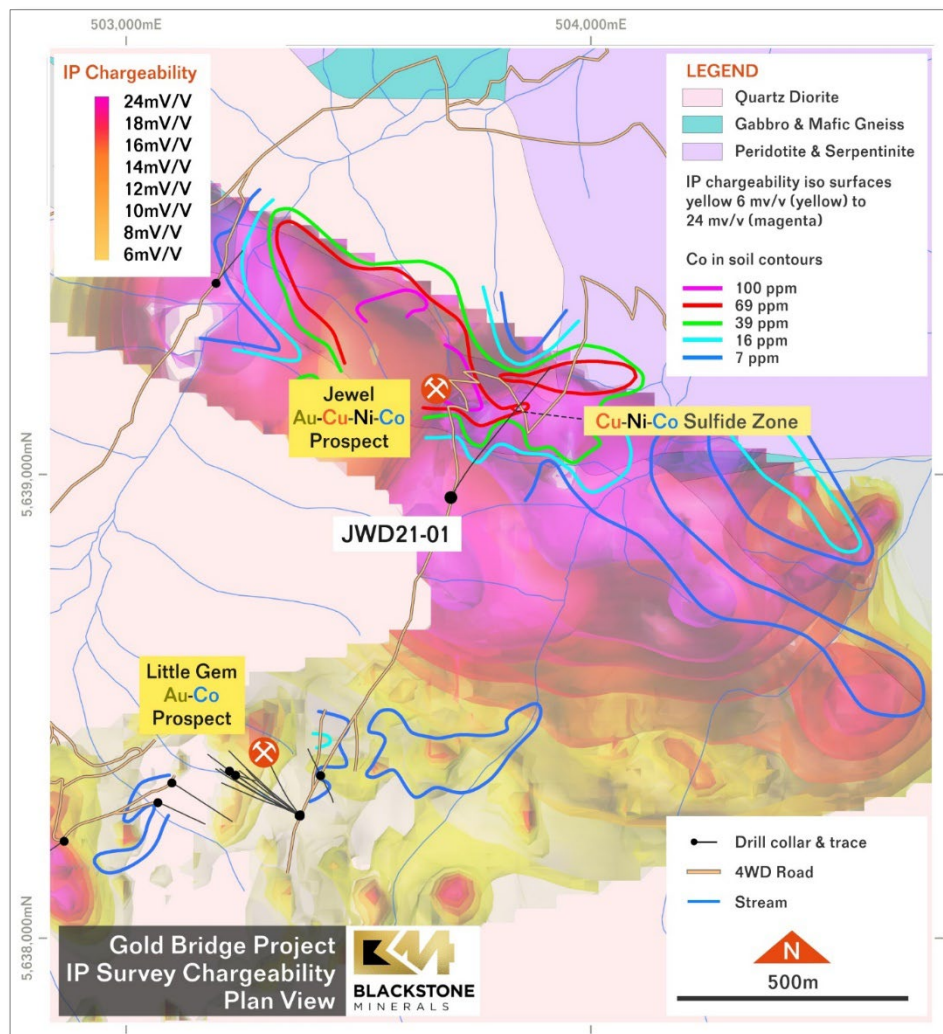 503,000mE
504,000mE
IP Chargeability
24mV/V
18mV/V
16mV/V
14mV/V
12mV/V
10mV/V
8mV/V
6mV/V
LEGEND
Quartz Diorite
Gabbro & Mafic Gneiss
Peridotite & Serpentinite
IP chargeability iso surfaces
yellow 6 mv/v (yellow) to
24 mv/v (magenta)
Co in soil contours
100 ppm
69 ppm
39 ppm
16 ppm
7 ppm
Jewel
Au-Cu-Ni-Co
Prospect
Cu-Ni-Co Sulfide Zone
5,639,000mN
JWD21-01
Little Gem
Au-Co
Prospect
5,638,000mN
Drill collar & trace
4WD Road
Stream
N
500m
Gold Bridge Project
IP Survey Chargeability
Plan View
BLACKSTONE
MINERALS